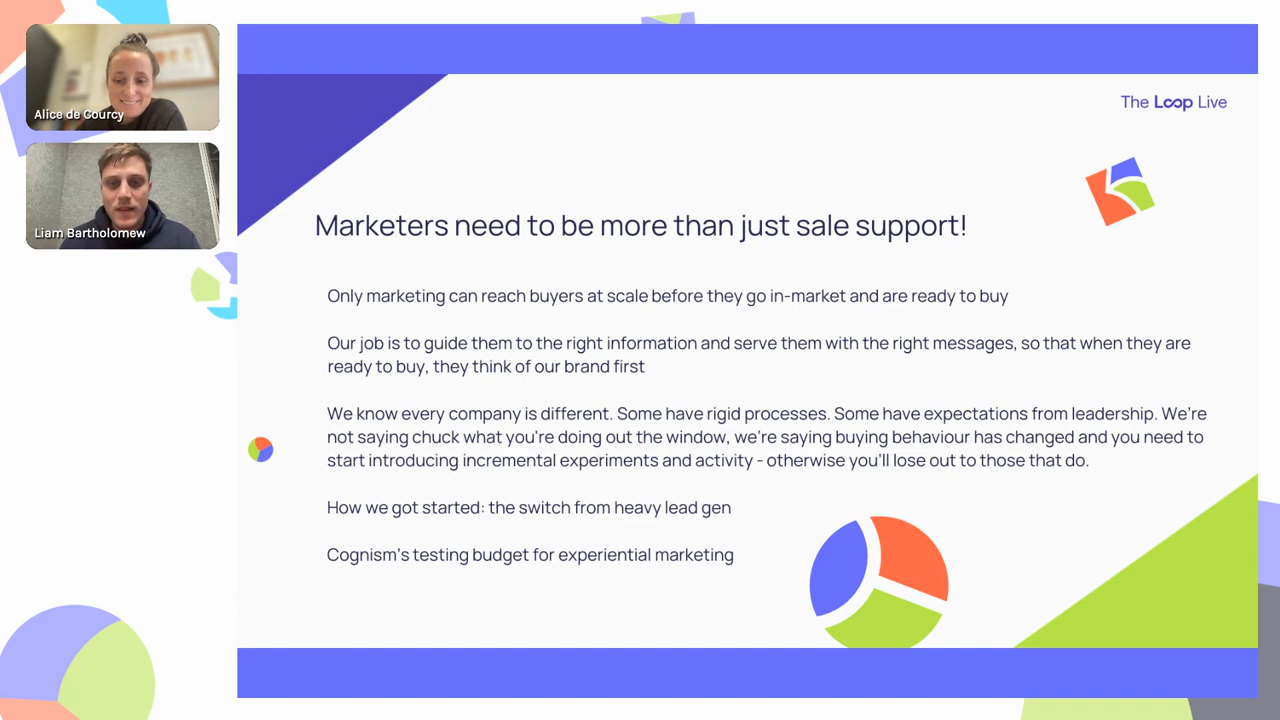 Alice de Courcy
Liam Bartholomew
The Loop Live
Marketers need to be more than just sale support!
Only marketing can reach buyers at scale before they go in-market and are ready to buy
Our job is to guide them to the right information and serve them with the right messages, so that when they are
ready to buy, they think of our brand first
We know every company is different. Some have rigid processes. Some have expectations from leadership. We're
not saying chuck what you're doing out the window, we're saying buying behaviour has changed and you need to
start introducing incremental experiments and activity - otherwise you'll lose out to those that do.
How we got started: the switch from heavy lead gen
Cognism's testing budget for experiential marketing